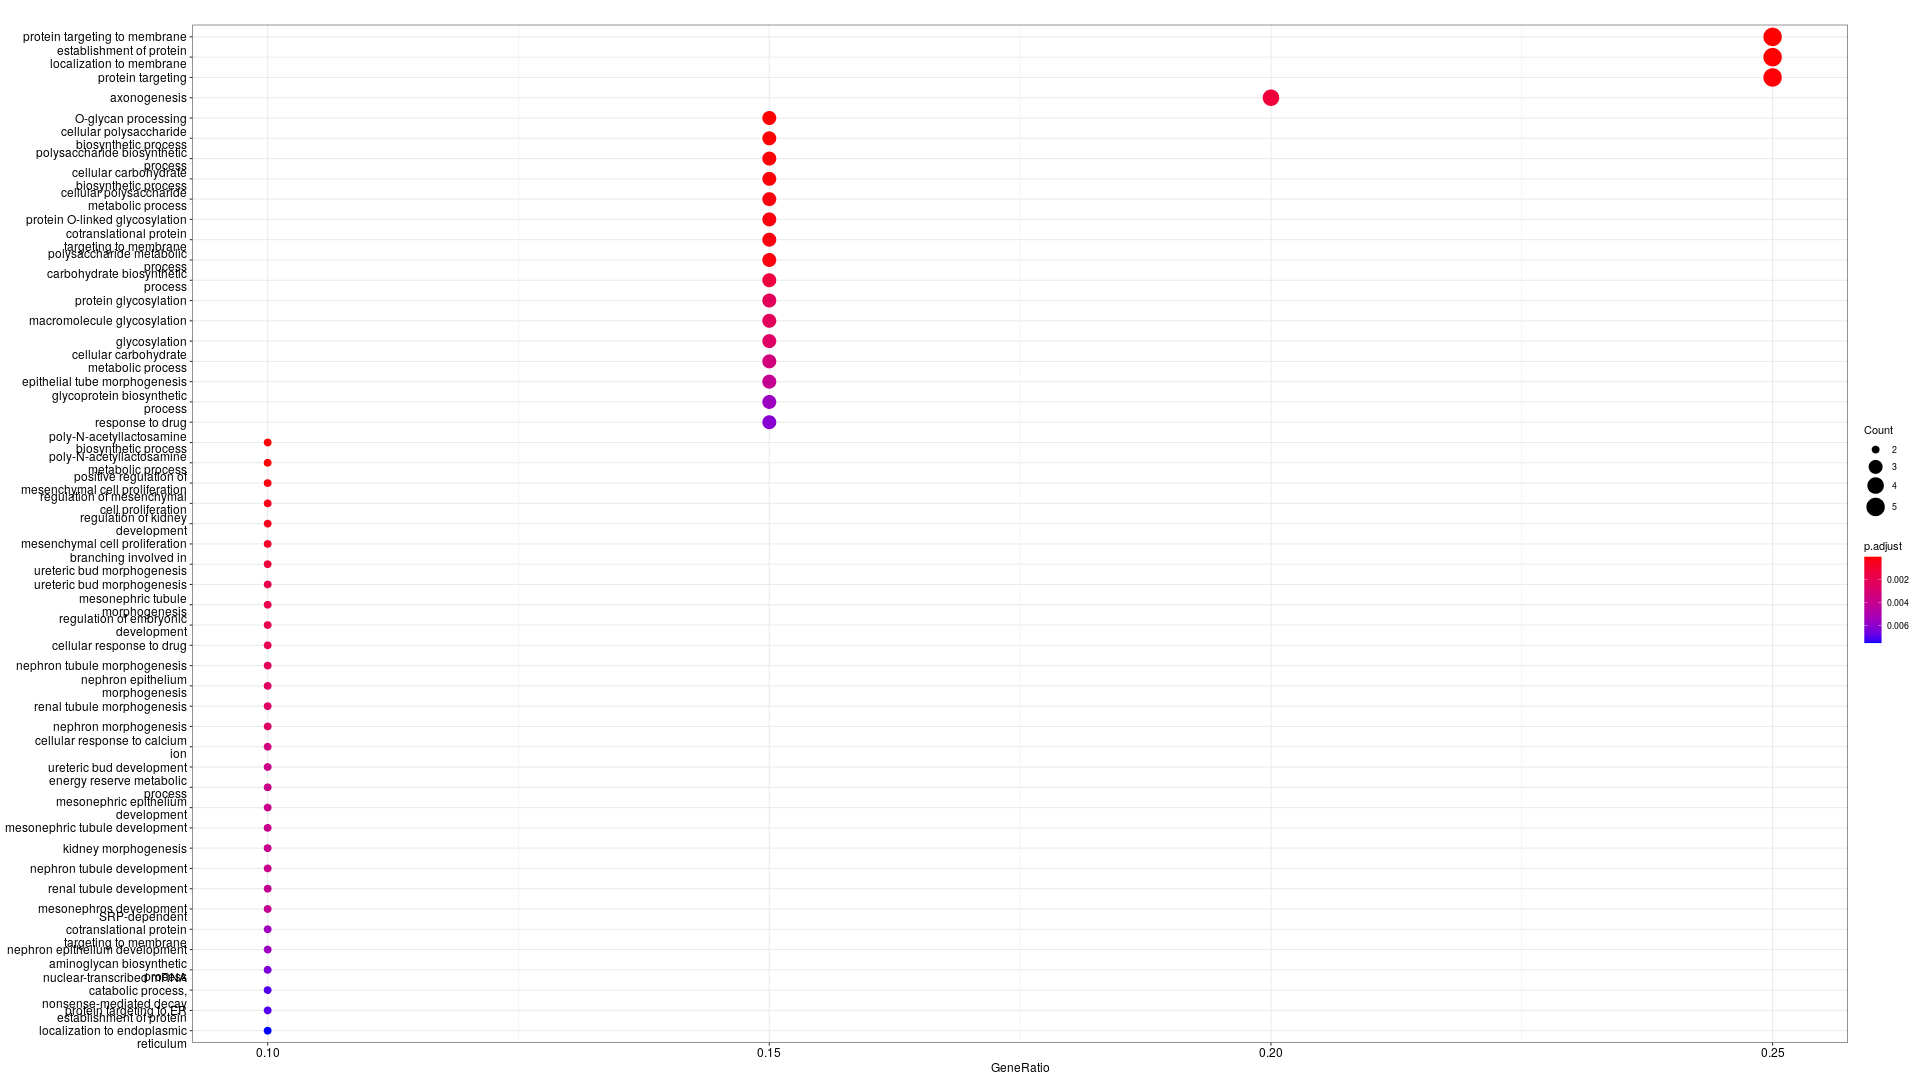 protein targeting to membrane
establishment of protein
localization to membrane
protein targeting
axonogenesis
O-glycan processing
cellular polysaccharide
biosynthetic process
polysaccharide biosynthetic
process
cellular carbohydrate
biosynthetic process
cellular polysaccharide
metabolic process
protein O-linked glycosylation
cotranslational protein
targeting to membrane
polysaccharide metabolic
process
carbohydrate biosynthetic
process
protein glycosylation
macromolecule glycosylation
glycosylation
cellular carbohydrate
metabolic process
epithelial tube morphogenesis
glycoprotein biosynthetic
process
response to drug
poly-N-acetyllactosamine
biosynthetic process
poly-N-acetyllactosamine
metabolic process
positive regulation of
mesenchymal cell proliferation
regulation of mesenchymal
cell proliferation
regulation of kidney
development
mesenchymal cell proliferation
branching involved in
ureteric bud morphogenesis
ureteric bud morphogenesis
mesonephric tubule
morphogenesis
regulation of embryonic
development
cellular response to drug
nephron tubule morphogenesis
nephron epithelium
morphogenesis
renal tubule morphogenesis
nephron morphogenesis
cellular response to calcium
ion
ureteric bud development
energy reserve metabolic
process
mesonephric epithelium
development
mesonephric tubule development
kidney morphogenesis
nephron tubule development
renal tubule development
mesonephros development
SRP-dependent
cotranslational protein
targeting to membrane
nephron epithelium development
aminoglycan biosynthetic
process
nuclear-transcribed mRNA
catabolic process,
nonsense-mediated decay
protein targeting to ER
establishment of protein
localization to endoplasmic
reticulum
0.10
0.15
0.20
0.25
GeneRatio
Count
2
3
4
5
p.adjust
0.002
0.004
0.006